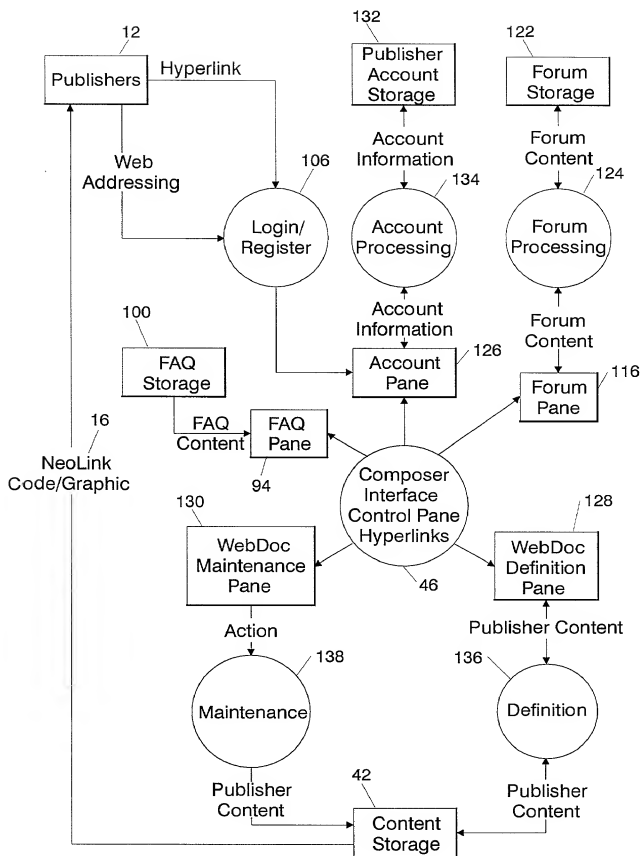 12
132
122
Publishers
Hyperlink
Publisher
Account
Storage
Forum
Storage
Web
Addressing
106
Account
Information
134
Forum
Content
124
Login/
Register
Account
Processing
Forum
Processing
100
Account
Information
126
Forum
Content
116
FAQ
Storage
Account
Pane
Forum
Pane
16
NeoLink
Code/Graphic
FAQ
Content
FAQ
Pane
94
Composer
Interface
Control Pane
Hyperlinks
46
130
128
WebDoc
Maintenance
Pane
WebDoc
Definition
Pane
Action
138
Publisher Content
136
Maintenance
Definition
Publisher
Content
42
Publisher
Content
Content
Storage